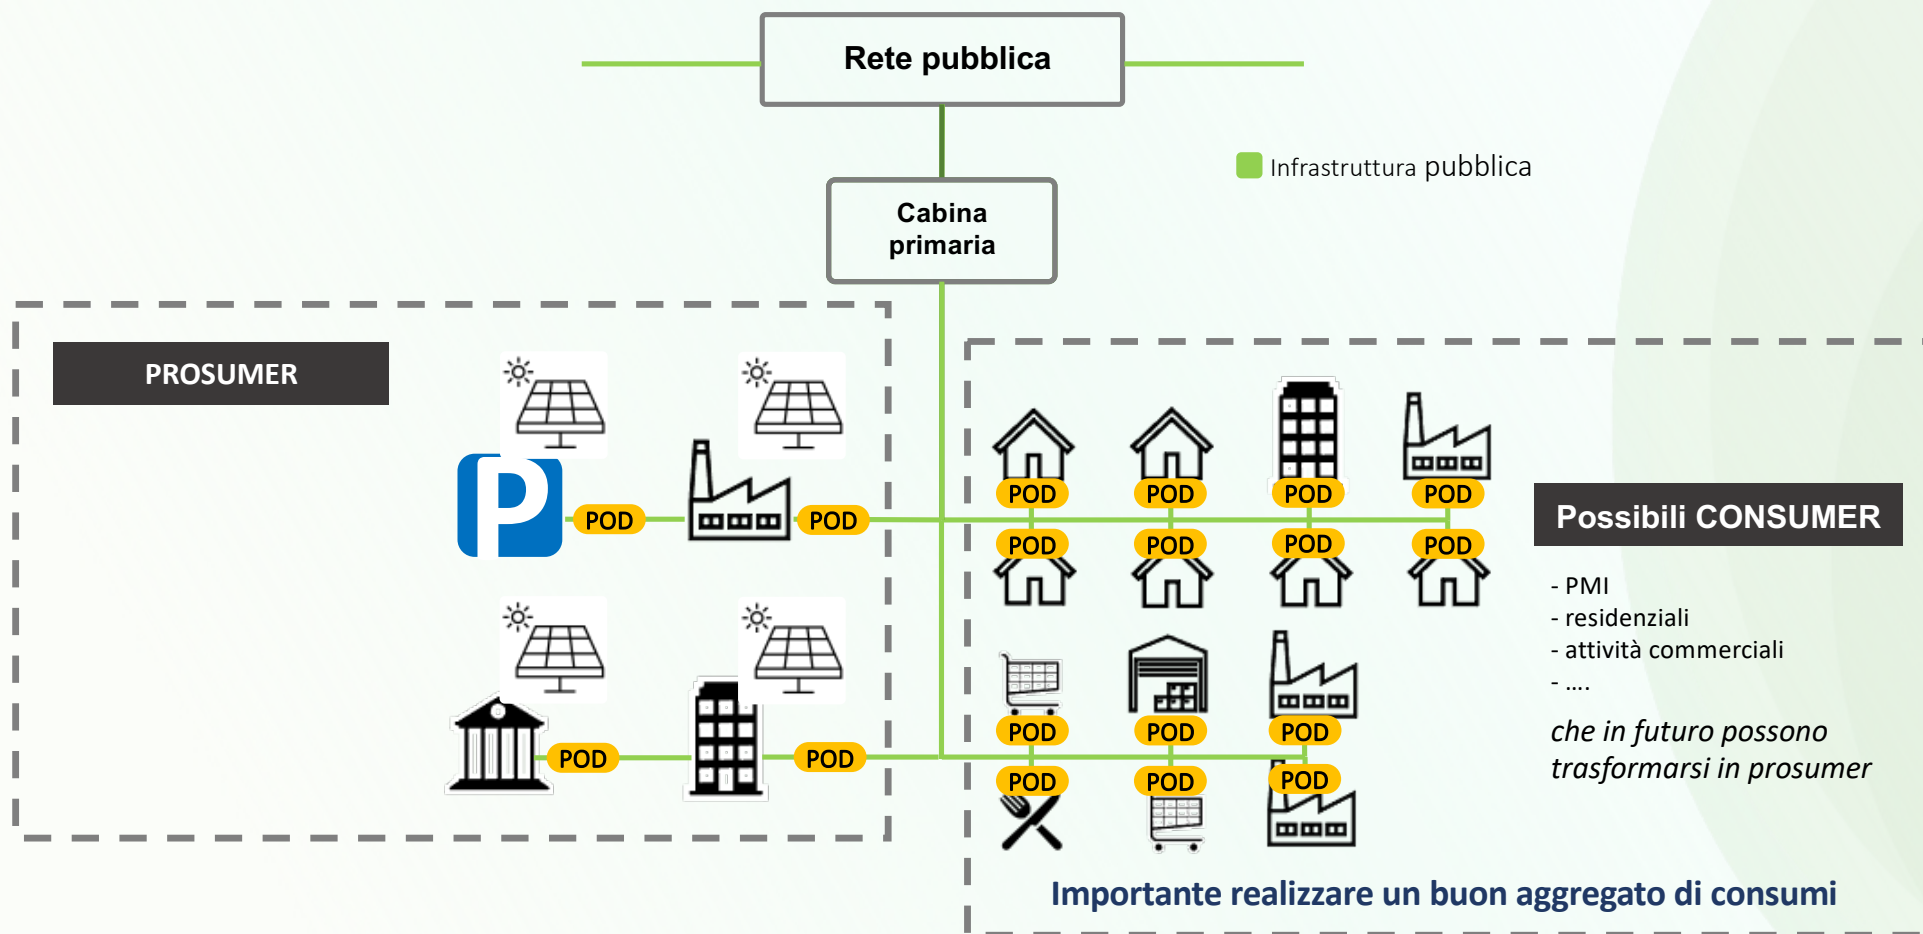 Rete pubblica
Infrastruttura pubblica
Cabina
primaria
PROSUMER
P
POD
POD
POD
POD
POD
POD
POD
POD
POD
POD
Possibili CONSUMER
- PMI
- residenziali
- attività commerciali
- ....
che in futuro possono
trasformarsi in prosumer
POD
POD
POD
POD
POD
POD
POD
POD
Importante realizzare un buon aggregato di consumi